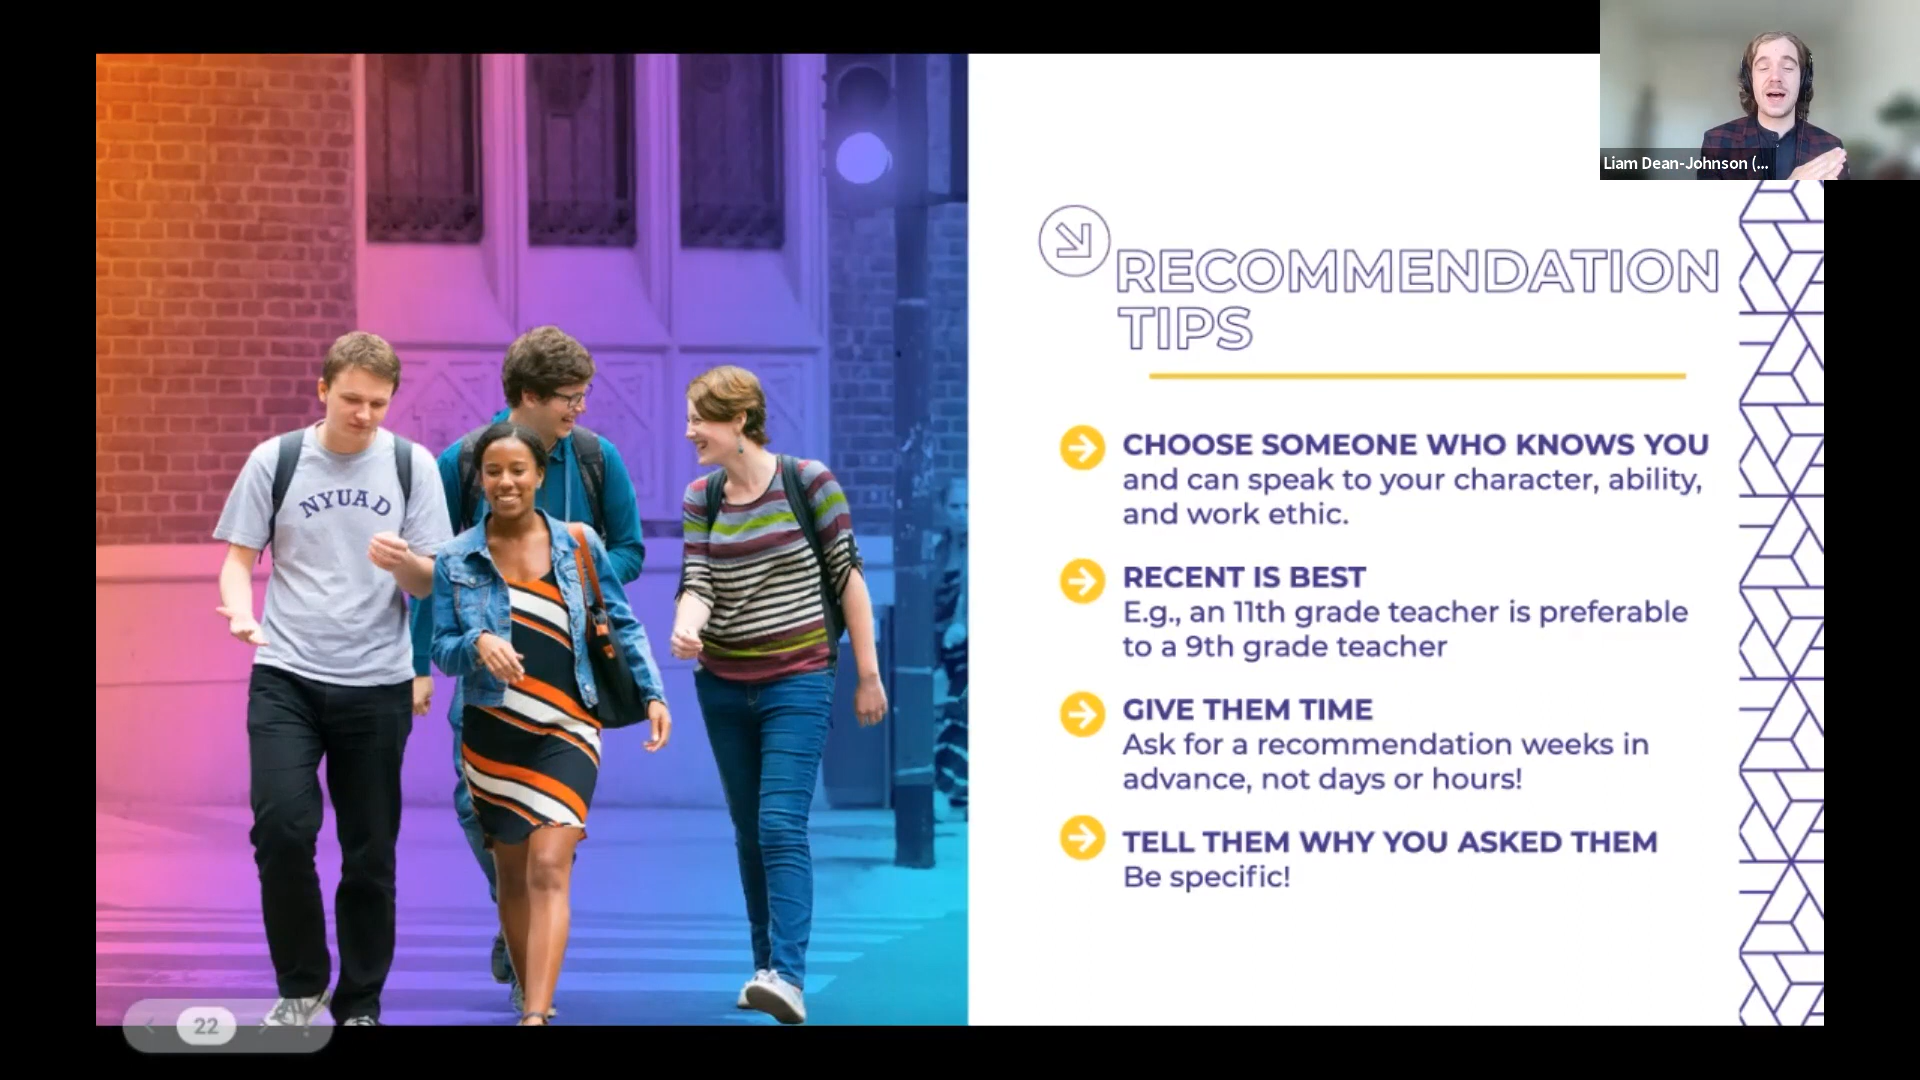 Liam Dean-Johnson (...
RECOMMENDATION
TIPS
CHOOSE SOMEONE WHO KNOWS YOU
and can speak to your character, ability,
and work ethic.
RECENT IS BEST
E.g., an 11th grade teacher is preferable
to a 9th grade teacher
GIVE THEM TIME
Ask for a recommendation weeks in
advance, not days or hours!
TELL THEM WHY YOU ASKED THEM
Be specific!
NYUAD
22